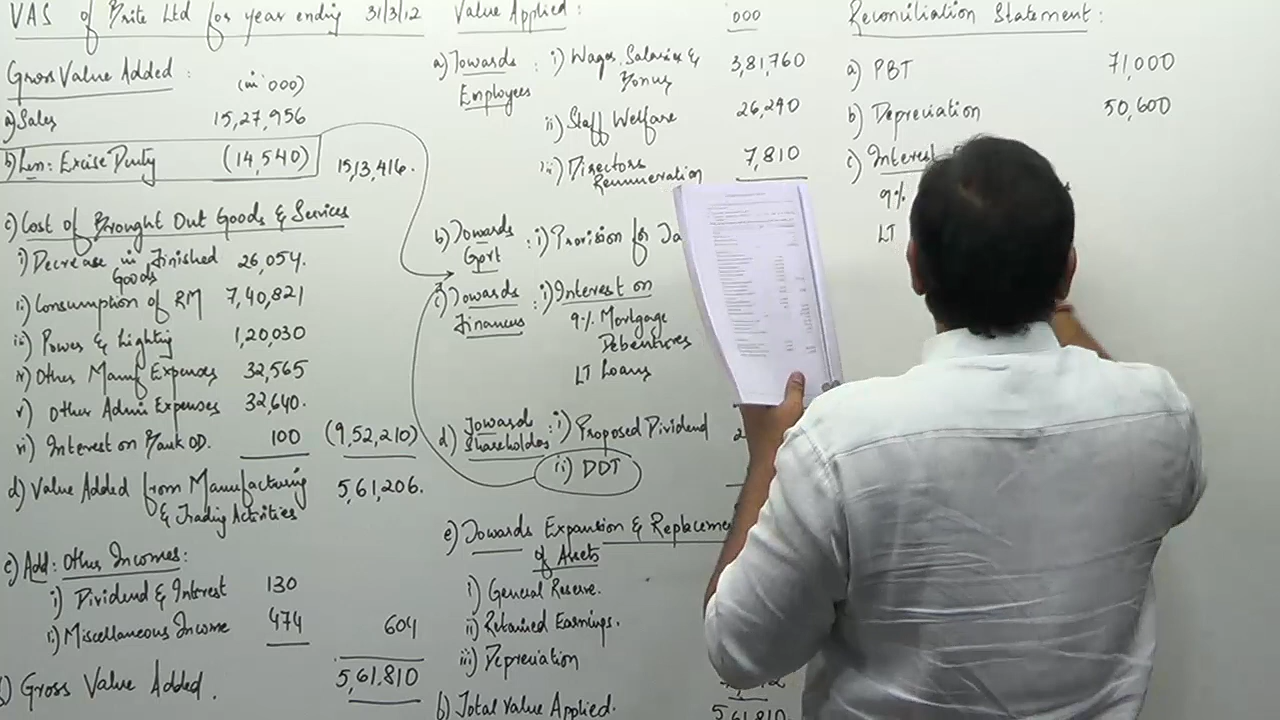 VAS of Brite Ltd for year ending 31/3/12
Gross Value Added :
(in '000)
a) Sales 15,27,956
b) Less: Excise Duty (14,540) 15,13,416.
c) Cost of Brought Out Goods & Services
i) Decrease in Finished Goods 26,054.
ii) Consumption of RM 7,40,821
iii) Power & Lighting 1,20,030
iv) Other Manuf Expenses 32,565
v) Other Admin Expenses 32,640.
vi) Interest on Bank OD. 100 (9,52,210)
d) Value Added from Manufacturing 5,61,206.
& Trading Activities
e) Add: Other Incomes:
i) Dividend & Interest 130
ii) Miscellaneous Income 474 604
f) Gross Value Added. 5,61,810
Value Applied :
000
a) Towards Employees : i) Wages, Salaries & Bonus 3,81,760
ii) Staff Welfare 26,240
iii) Directors Remuneration 7,810
b) Towards Govt : i) Provision for
c) Towards Finances : i) Interest on
9% Mortgage
Debentures
LT Loans
d) Towards Shareholders : i) Proposed Dividend
ii) DDT
e) Towards Expansion & Replacement
of Assets
i) General Reserve.
ii) Retained Earnings.
iii) Depreciation
f) Total Value Applied. 5,61,810
Reconciliation Statement :
a) PBT 71,000
b) Depreciation 50,600
c) Interest
9%
LT